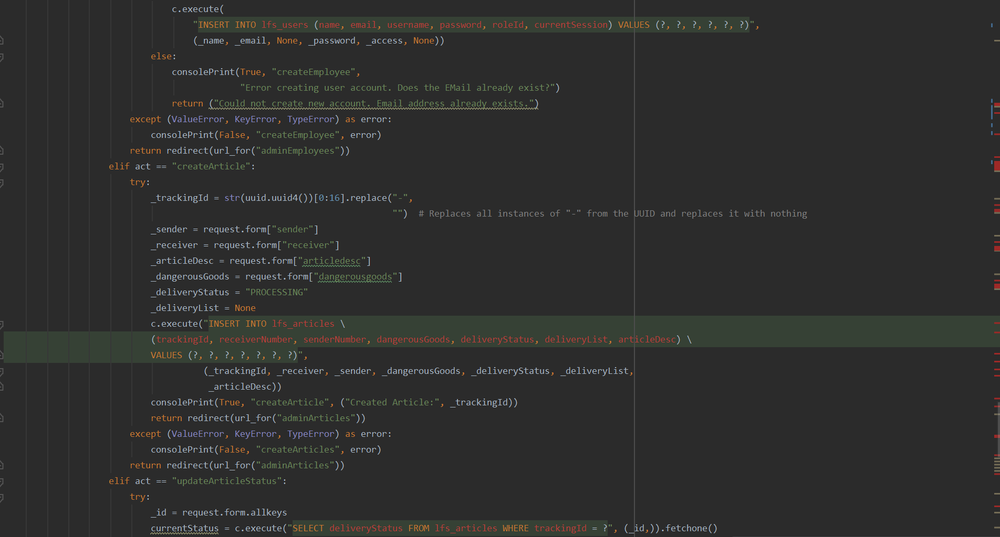 c.execute(
"INSERT INTO lfs_users (name, email, username, password, roleId, currentSession) VALUES (?, ?, ?, ?, ?, ?)",
(_name, _email, None, _password, _access, None))
else:
consolePrint(True, "createEmployee",
"Error creating user account. Does the EMail already exist?")
return ("Could not create new account. Email address already exists.")
except (ValueError, KeyError, TypeError) as error:
consolePrint(False, "createEmployee", error)
return redirect(url_for("adminEmployees"))
elif act == "createArticle":
try:
_trackingId = str(uuid.uuid4())[0:16].replace("-",
"")  # Replaces all instances of "-" from the UUID and replaces it with nothing
_sender = request.form["sender"]
_receiver = request.form["receiver"]
_articleDesc = request.form["articledesc"]
_dangerousGoods = request.form["dangerousgoods"]
_deliveryStatus = "PROCESSING"
_deliveryList = None
c.execute("INSERT INTO lfs_articles \
(trackingId, receiverNumber, senderNumber, dangerousGoods, deliveryStatus, deliveryList, articleDesc) \
VALUES (?, ?, ?, ?, ?, ?, ?)",
(_trackingId, _receiver, _sender, _dangerousGoods, _deliveryStatus, _deliveryList,
_articleDesc))
consolePrint(True, "createArticle", ("Created Article:", _trackingId))
return redirect(url_for("adminArticles"))
except (ValueError, KeyError, TypeError) as error:
consolePrint(False, "createArticles", error)
return redirect(url_for("adminArticles"))
elif act == "updateArticleStatus":
try:
_id = request.form.allkeys
currentStatus = c.execute("SELECT deliveryStatus FROM lfs_articles WHERE trackingId = ?", (_id,)).fetchone()